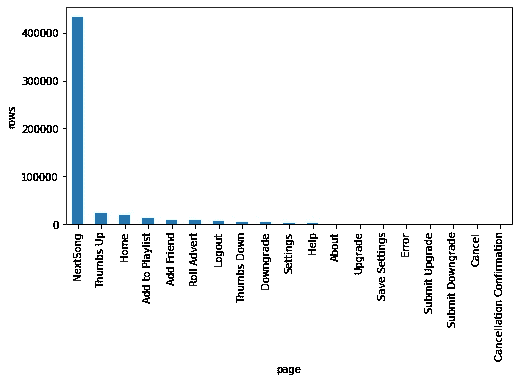 400000
300000
200000
100000
0
rows
NextSong
Thumbs Up
Home
Add to Playlist
Add Friend
Roll Advert
Logout
Thumbs Down
Downgrade
Settings
Help
About
Upgrade
Save Settings
Error
Submit Upgrade
Submit Downgrade
Cancel
Cancellation Confirmation
page